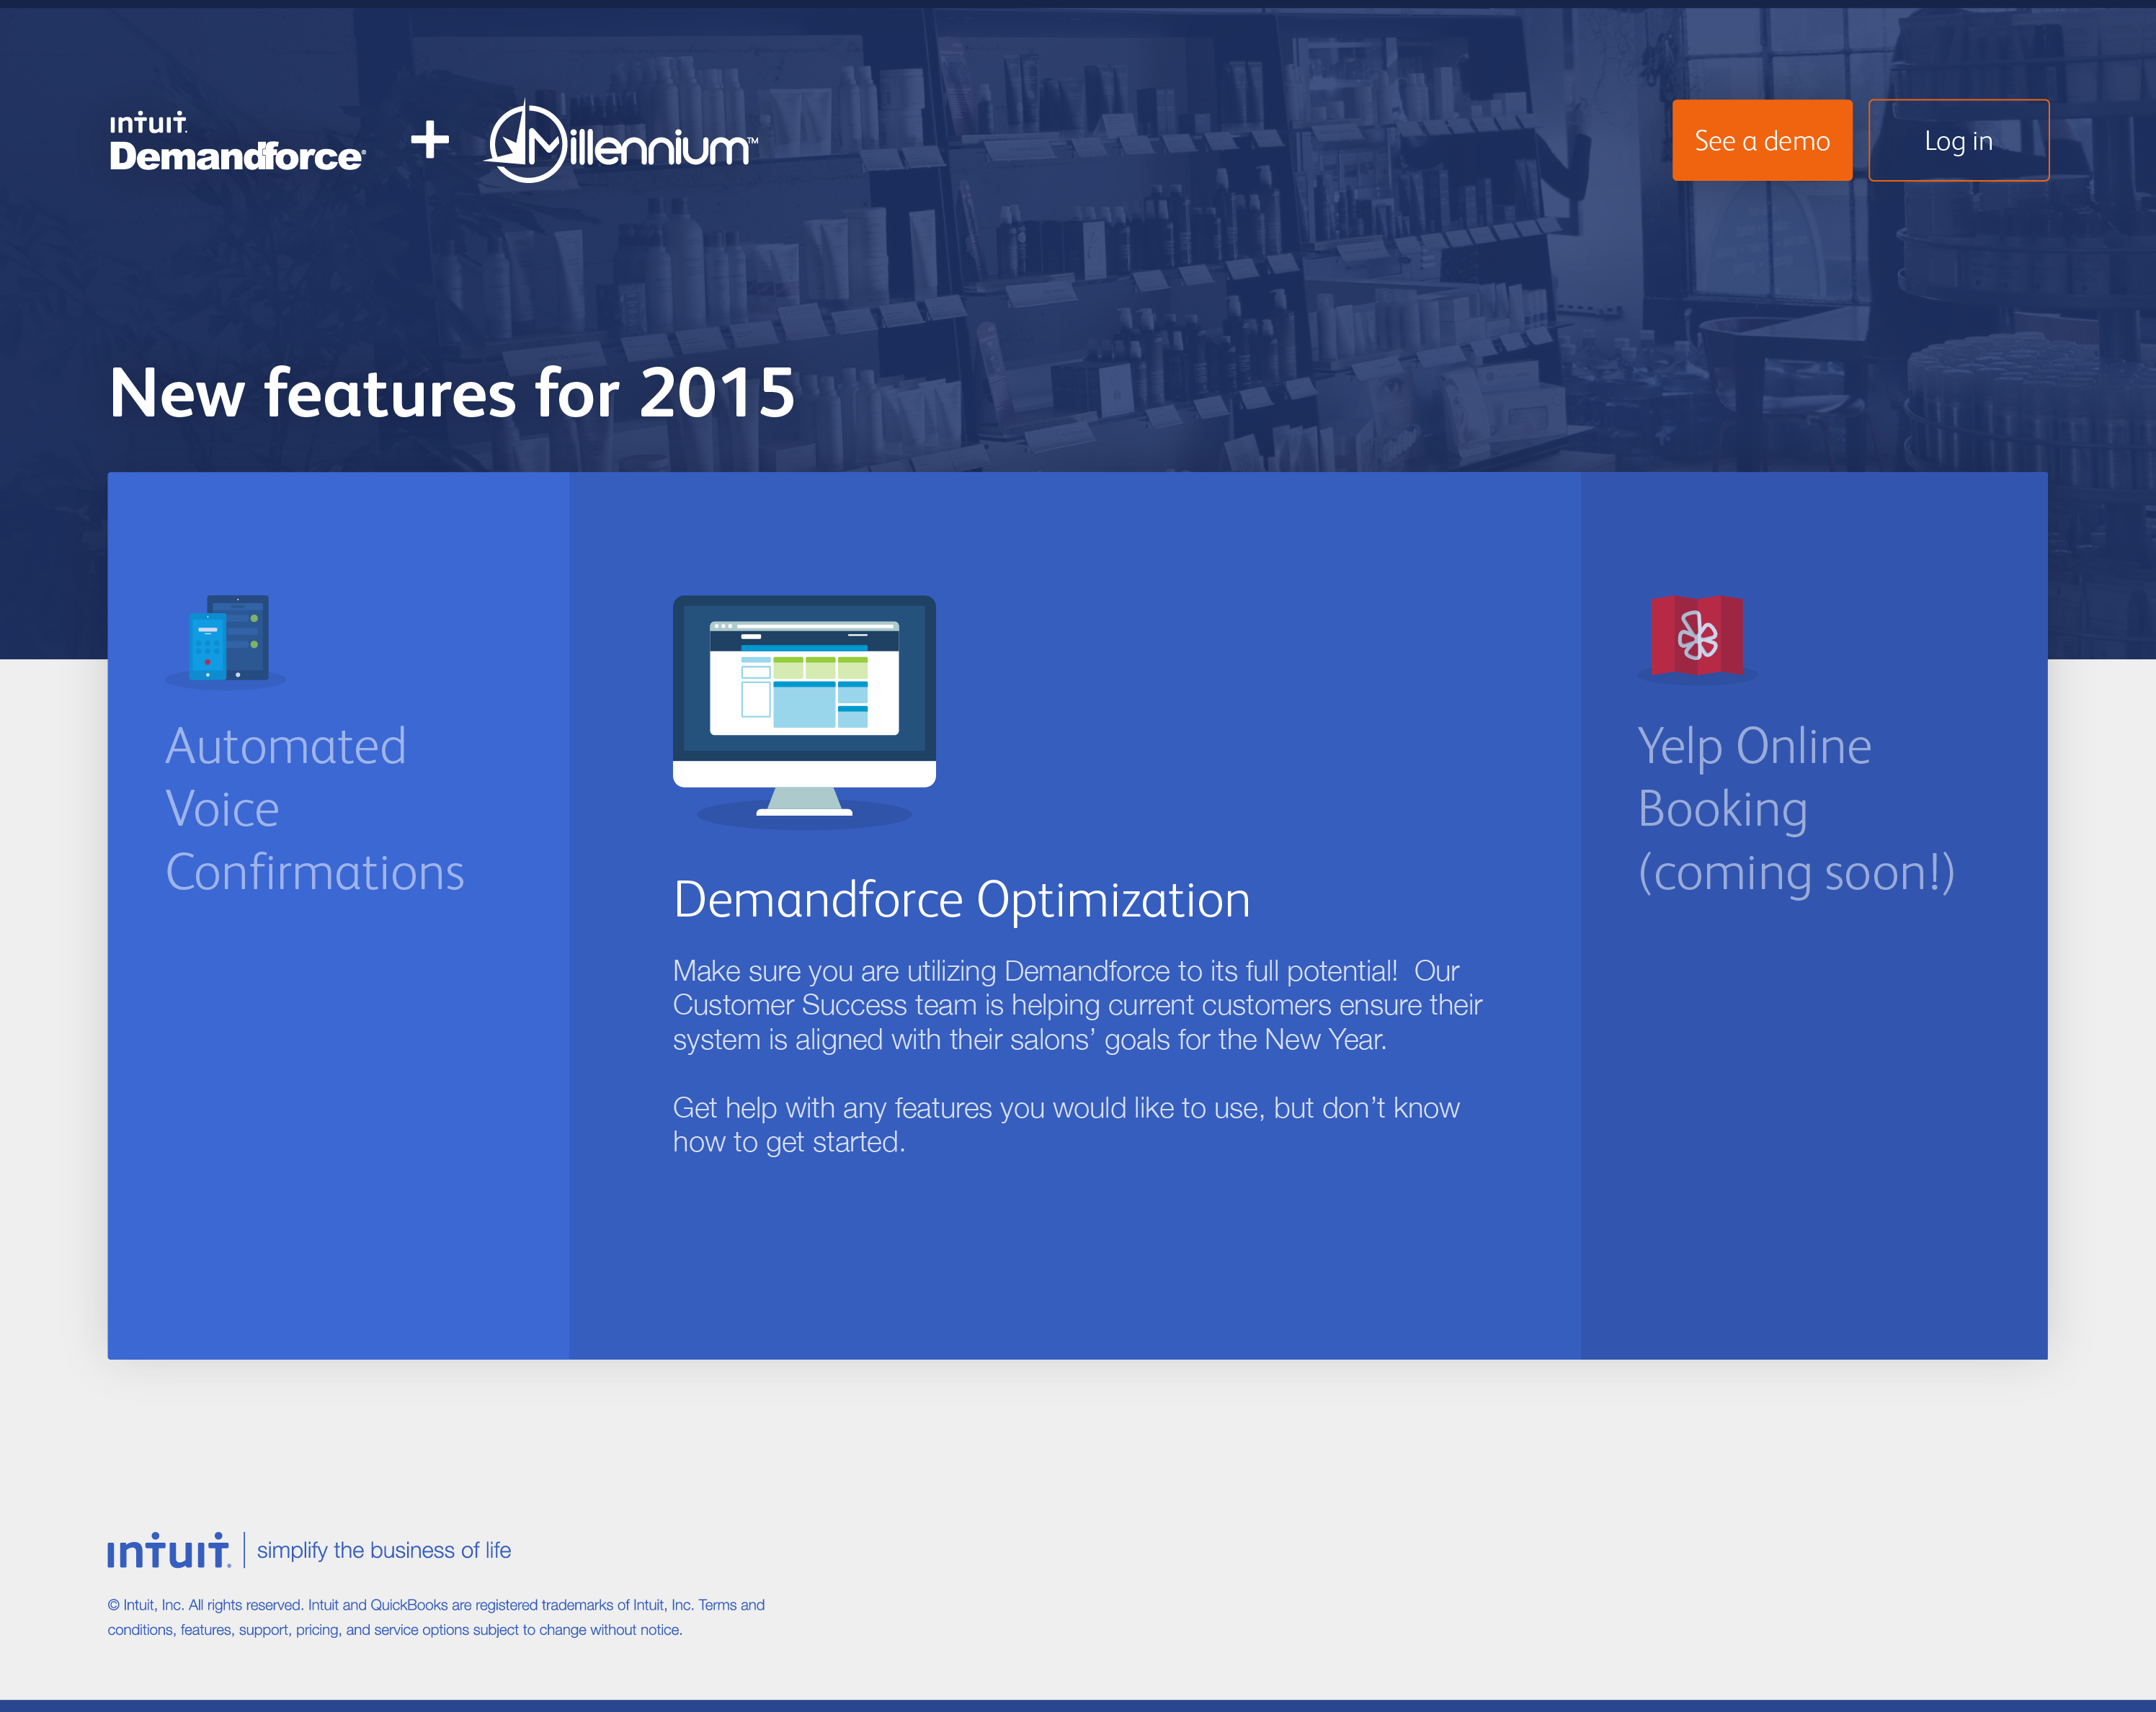 ıntuıt.
Demandforce®
+
Millennium™
See a demo
Log in
New features for 2015
Automated
Voice
Confirmations
Demandforce Optimization
Make sure you are utilizing Demandforce to its full potential!  Our
Customer Success team is helping current customers ensure their
system is aligned with their salons’ goals for the New Year.
Get help with any features you would like to use, but don’t know
how to get started.
Yelp Online
Booking
(coming soon!)
ıntuıt.
simplify the business of life
© Intuit, Inc. All rights reserved. Intuit and QuickBooks are registered trademarks of Intuit, Inc. Terms and
conditions, features, support, pricing, and service options subject to change without notice.